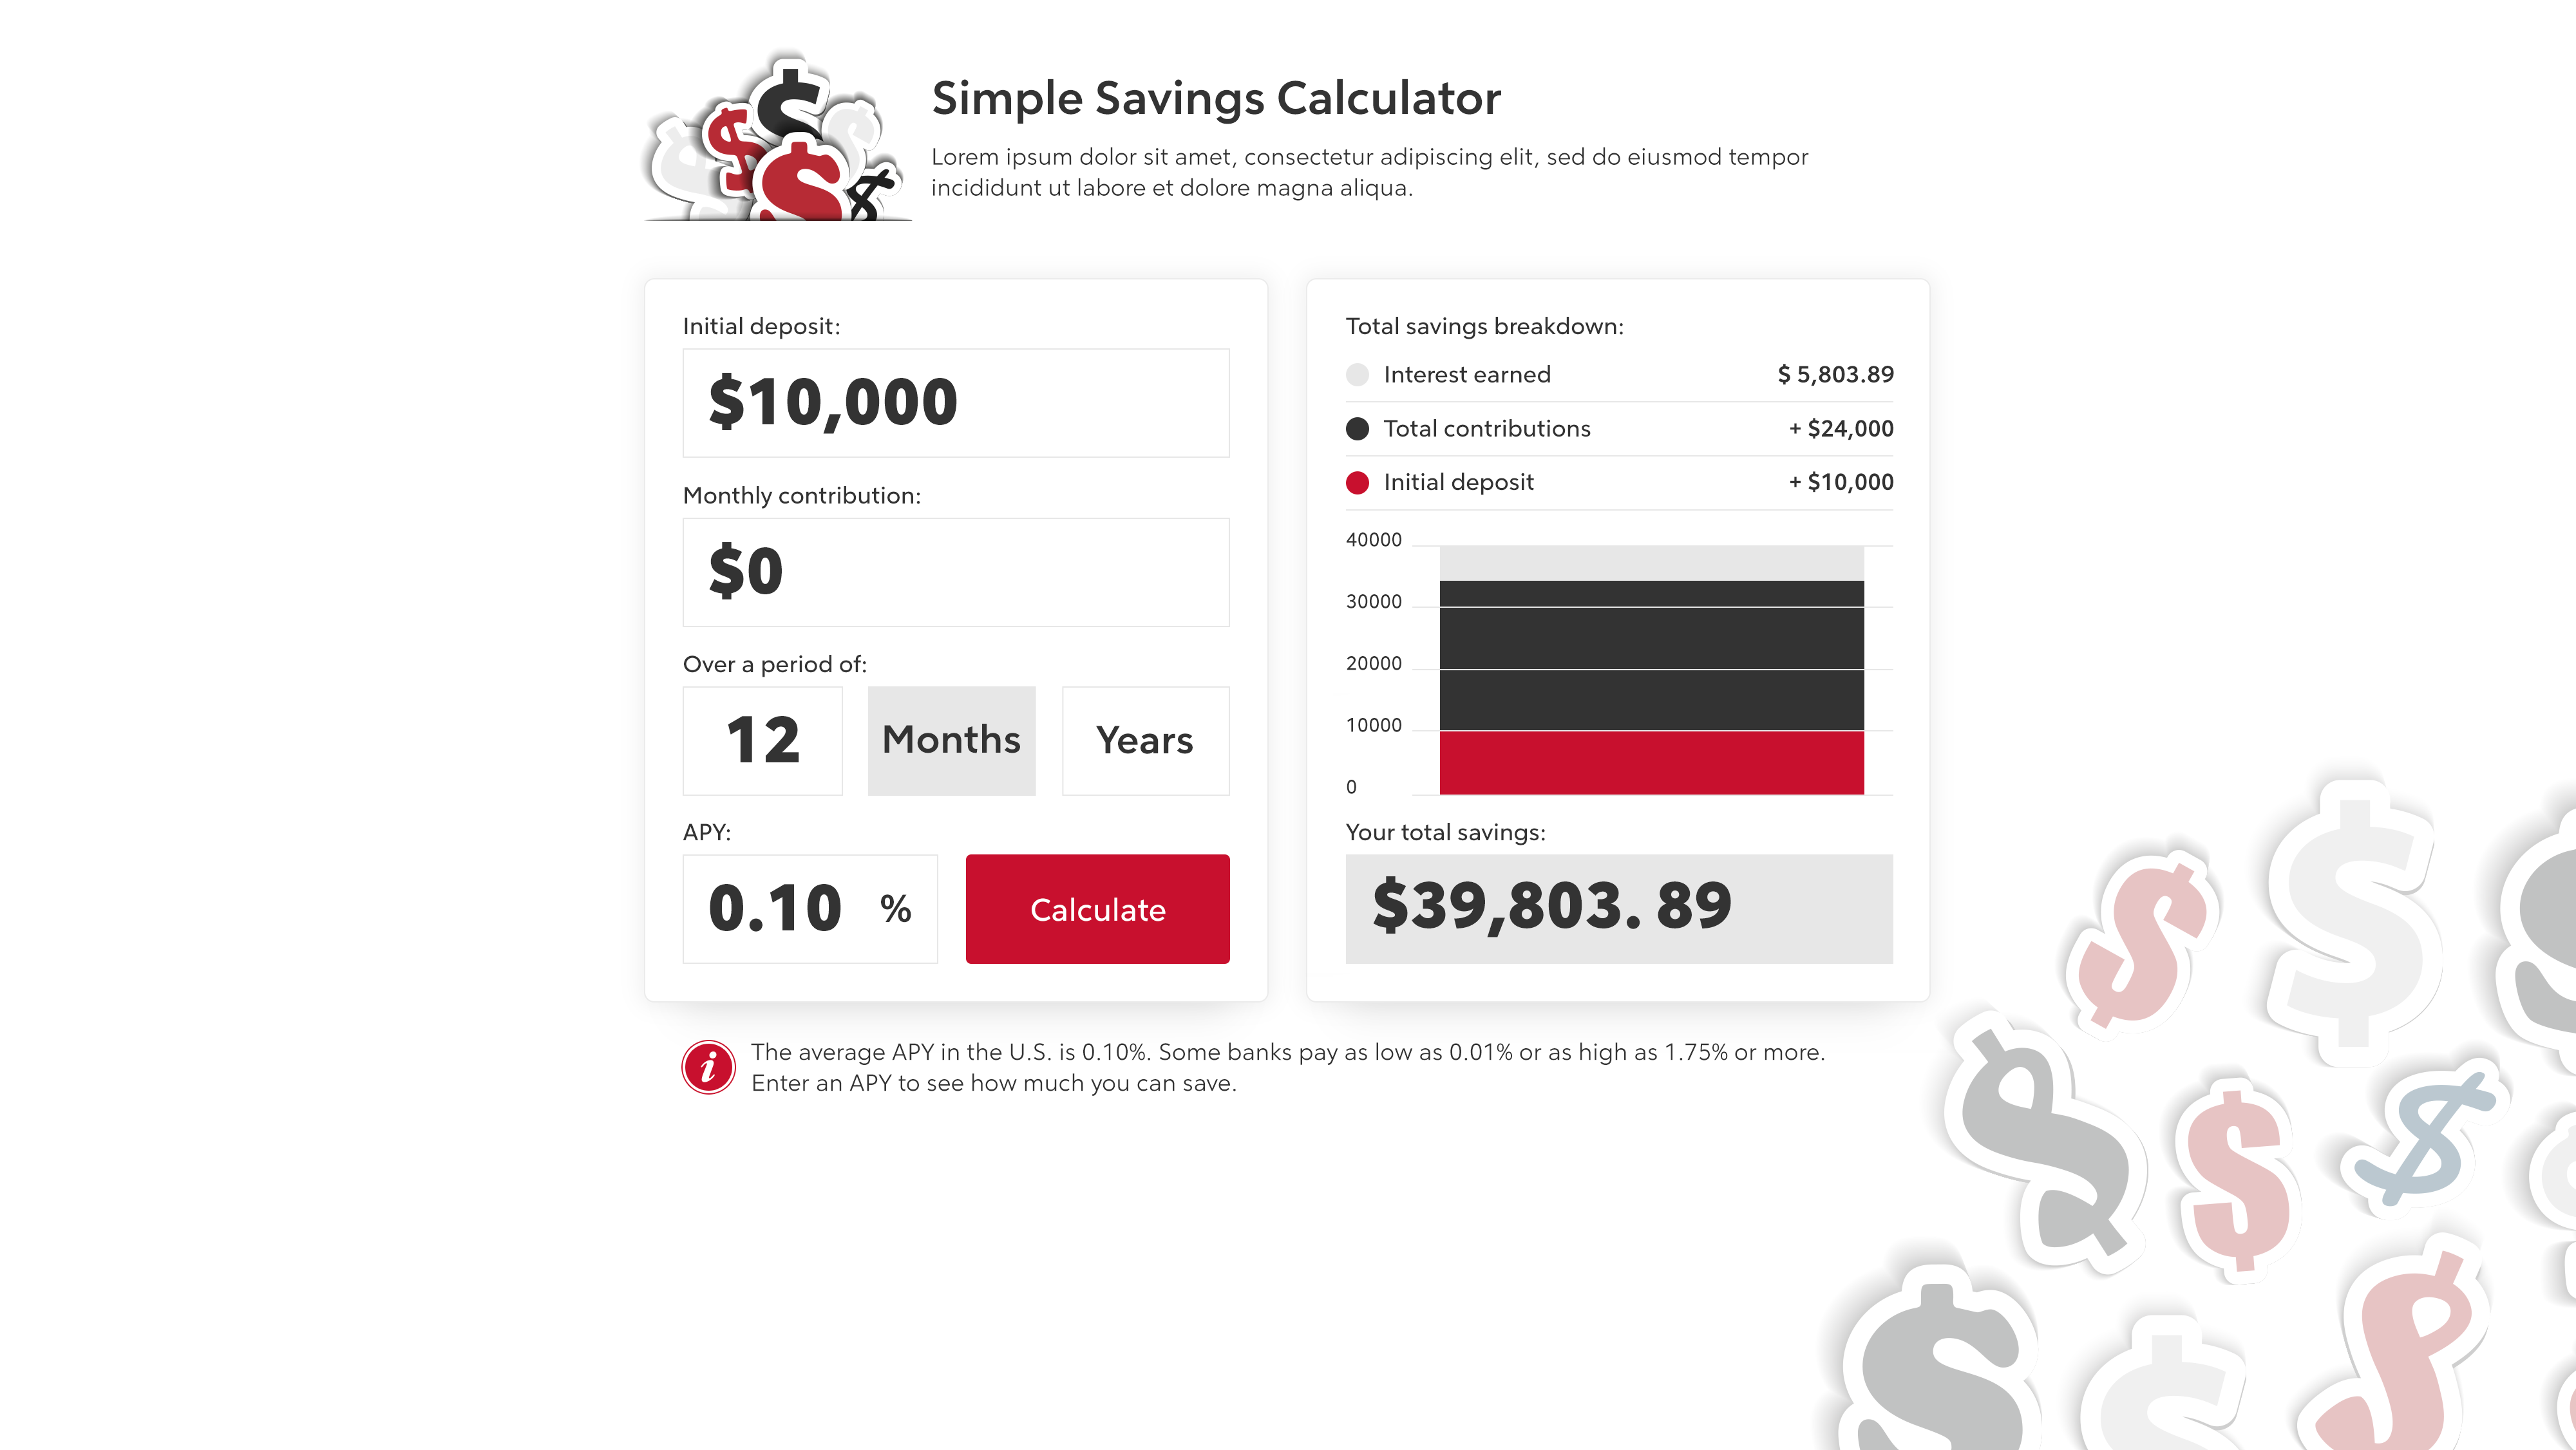 Simple Savings Calculator
Lorem ipsum dolor sit amet, consectetur adipiscing elit, sed do eiusmod tempor
incididunt ut labore et dolore magna aliqua.
Initial deposit:
$10,000
Monthly contribution:
$0
Over a period of:
12 Months Years
APY:
0.10 % Calculate
Total savings breakdown:
Interest earned $ 5,803.89
Total contributions + $24,000
Initial deposit + $10,000
40000
30000
20000
10000
0
Your total savings:
$39,803. 89
The average APY in the U.S. is 0.10%. Some banks pay as low as 0.01% or as high as 1.75% or more.
Enter an APY to see how much you can save.